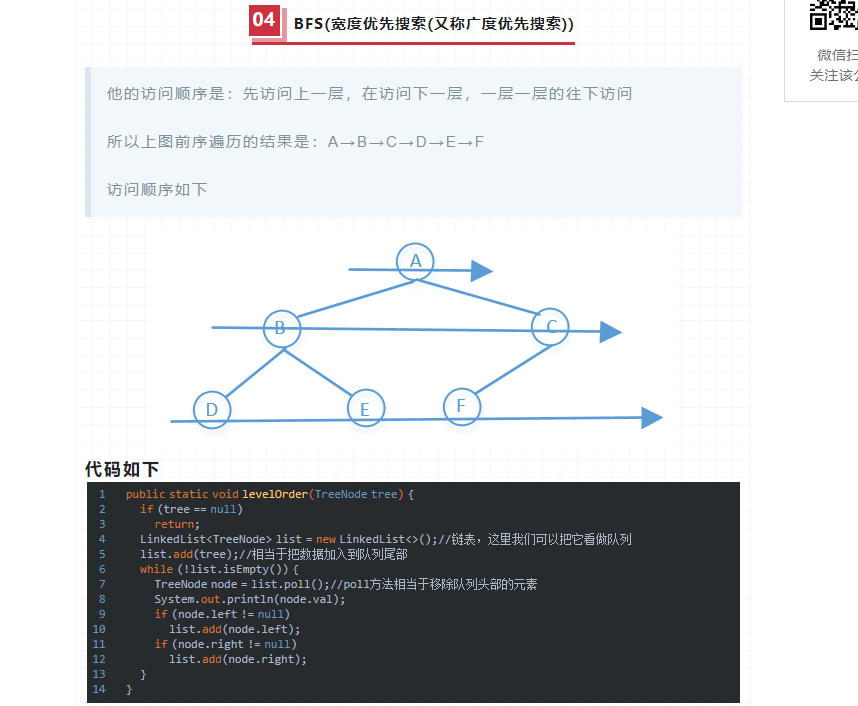 04 BFS(宽度优先搜索(又称广度优先搜索))
微信扫
关注该公
他的访问顺序是：先访问上一层，在访问下一层，一层一层的往下访问
所以上图前序遍历的结果是：A→B→C→D→E→F
访问顺序如下
A
B C
D E F
代码如下
1 public static void levelOrder(TreeNode tree) {
2 if (tree == null)
3 return;
4 LinkedList<TreeNode> list = new LinkedList<>();//链表，这里我们可以把它看做队列
5 list.add(tree);//相当于把数据加入到队列尾部
6 while (!list.isEmpty()) {
7 TreeNode node = list.poll();//poll方法相当于移除队列头部的元素
8 System.out.println(node.val);
9 if (node.left != null)
10 list.add(node.left);
11 if (node.right != null)
12 list.add(node.right);
13 }
14 }